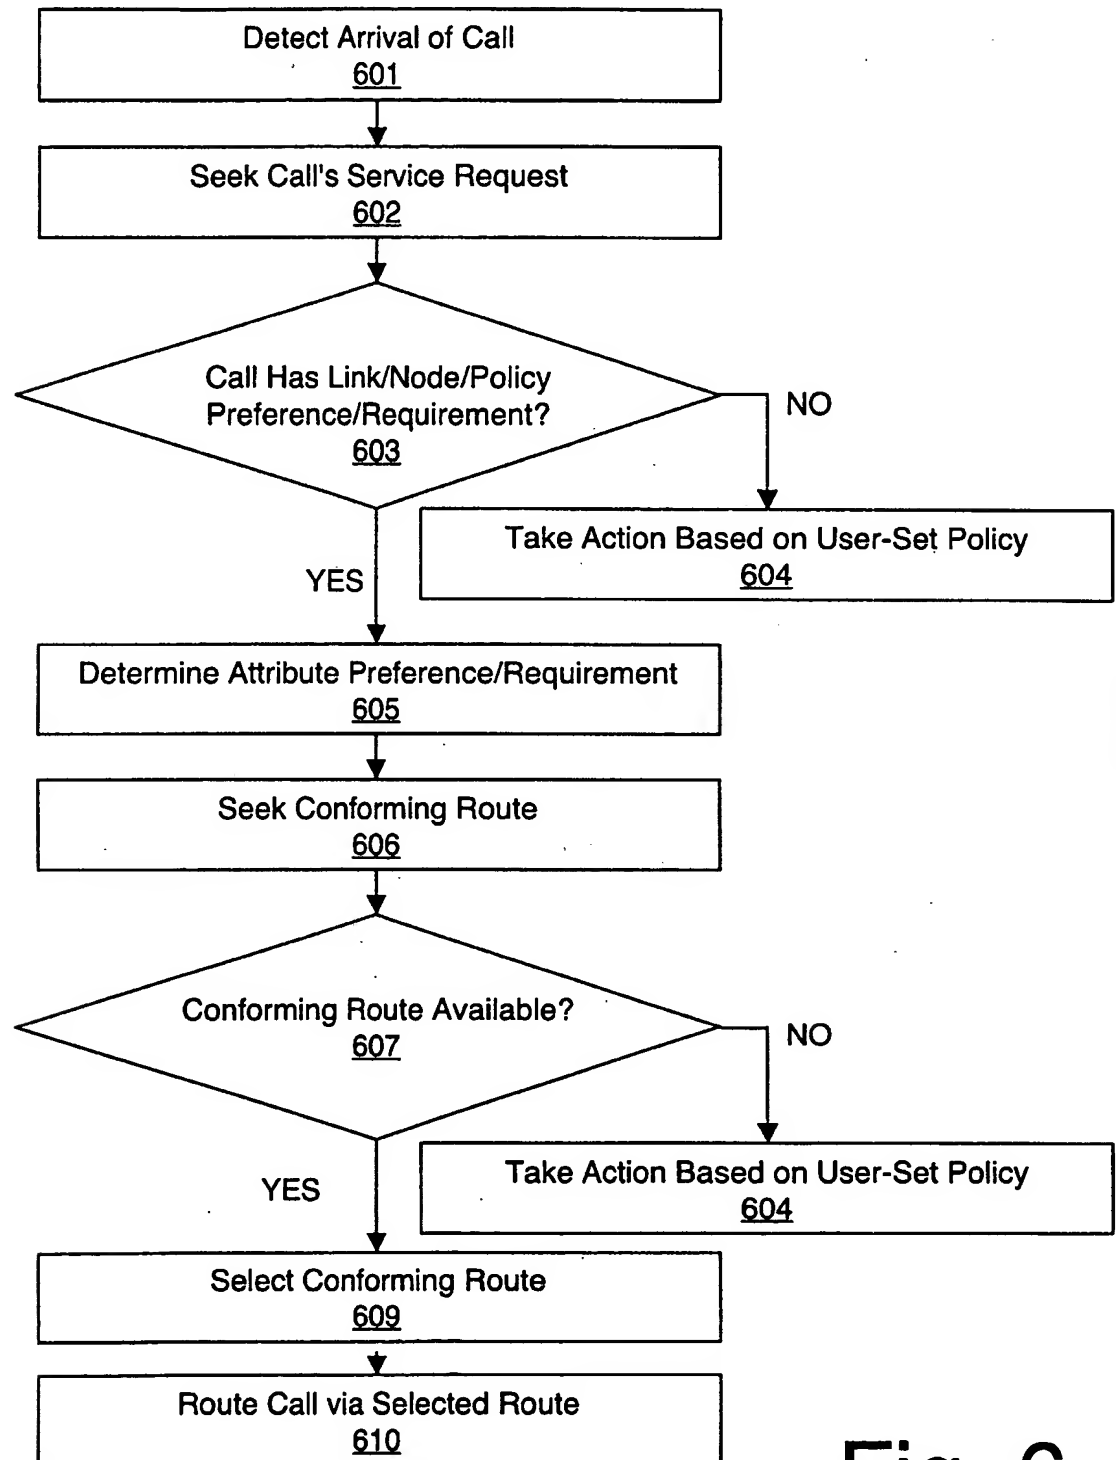 Detect Arrival of Call
601
Seek Call's Service Request
602
Call Has Link/Node/Policy
Preference/Requirement?
603
NO
Take Action Based on User-Set Policy
604
YES
Determine Attribute Preference/Requirement
605
Seek Conforming Route
606
Conforming Route Available?
607
NO
Take Action Based on User-Set Policy
604
YES
Select Conforming Route
609
Route Call via Selected Route
610